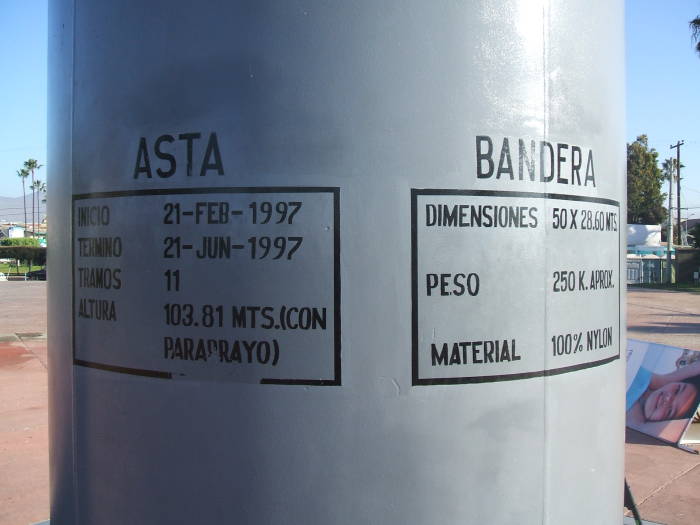 ASTA
INICIO 21-FEB-1997
TERMINO 21-JUN-1997
TRAMOS 11
ALTURA 103.81 MTS.(CON
PARARRAYO)
BANDERA
DIMENSIONES 50 X 28.60 MTS
PESO 250 K. APROX.
MATERIAL 100% NYLON